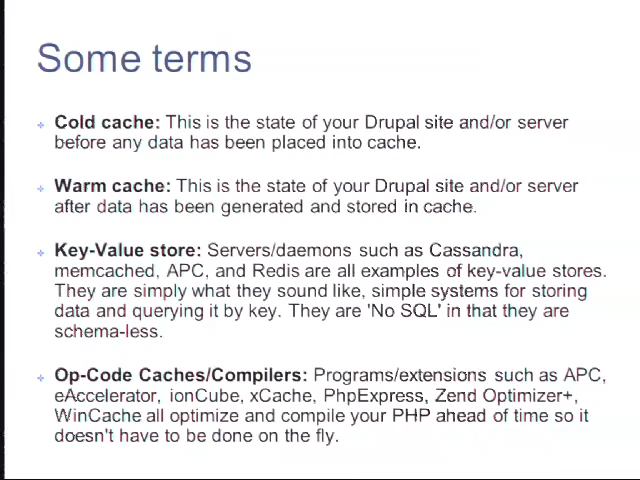 Some terms
Cold cache: This is the state of your Drupal site and/or server
before any data has been placed into cache.
Warm cache: This is the state of your Drupal site and/or server
after data has been generated and stored in cache.
Key-Value store: Servers/daemons such as Cassandra,
memcached, APC, and Redis are all examples of key-value stores.
They are simply what they sound like, simple systems for storing
data and querying it by key. They are 'No SQL' in that they are
schema-less.
Op-Code Caches/Compilers: Programs/extensions such as APC,
eAccelerator, ionCube, xCache, PhpExpress, Zend Optimizer+,
WinCache all optimize and compile your PHP ahead of time so it
doesn't have to be done on the fly.